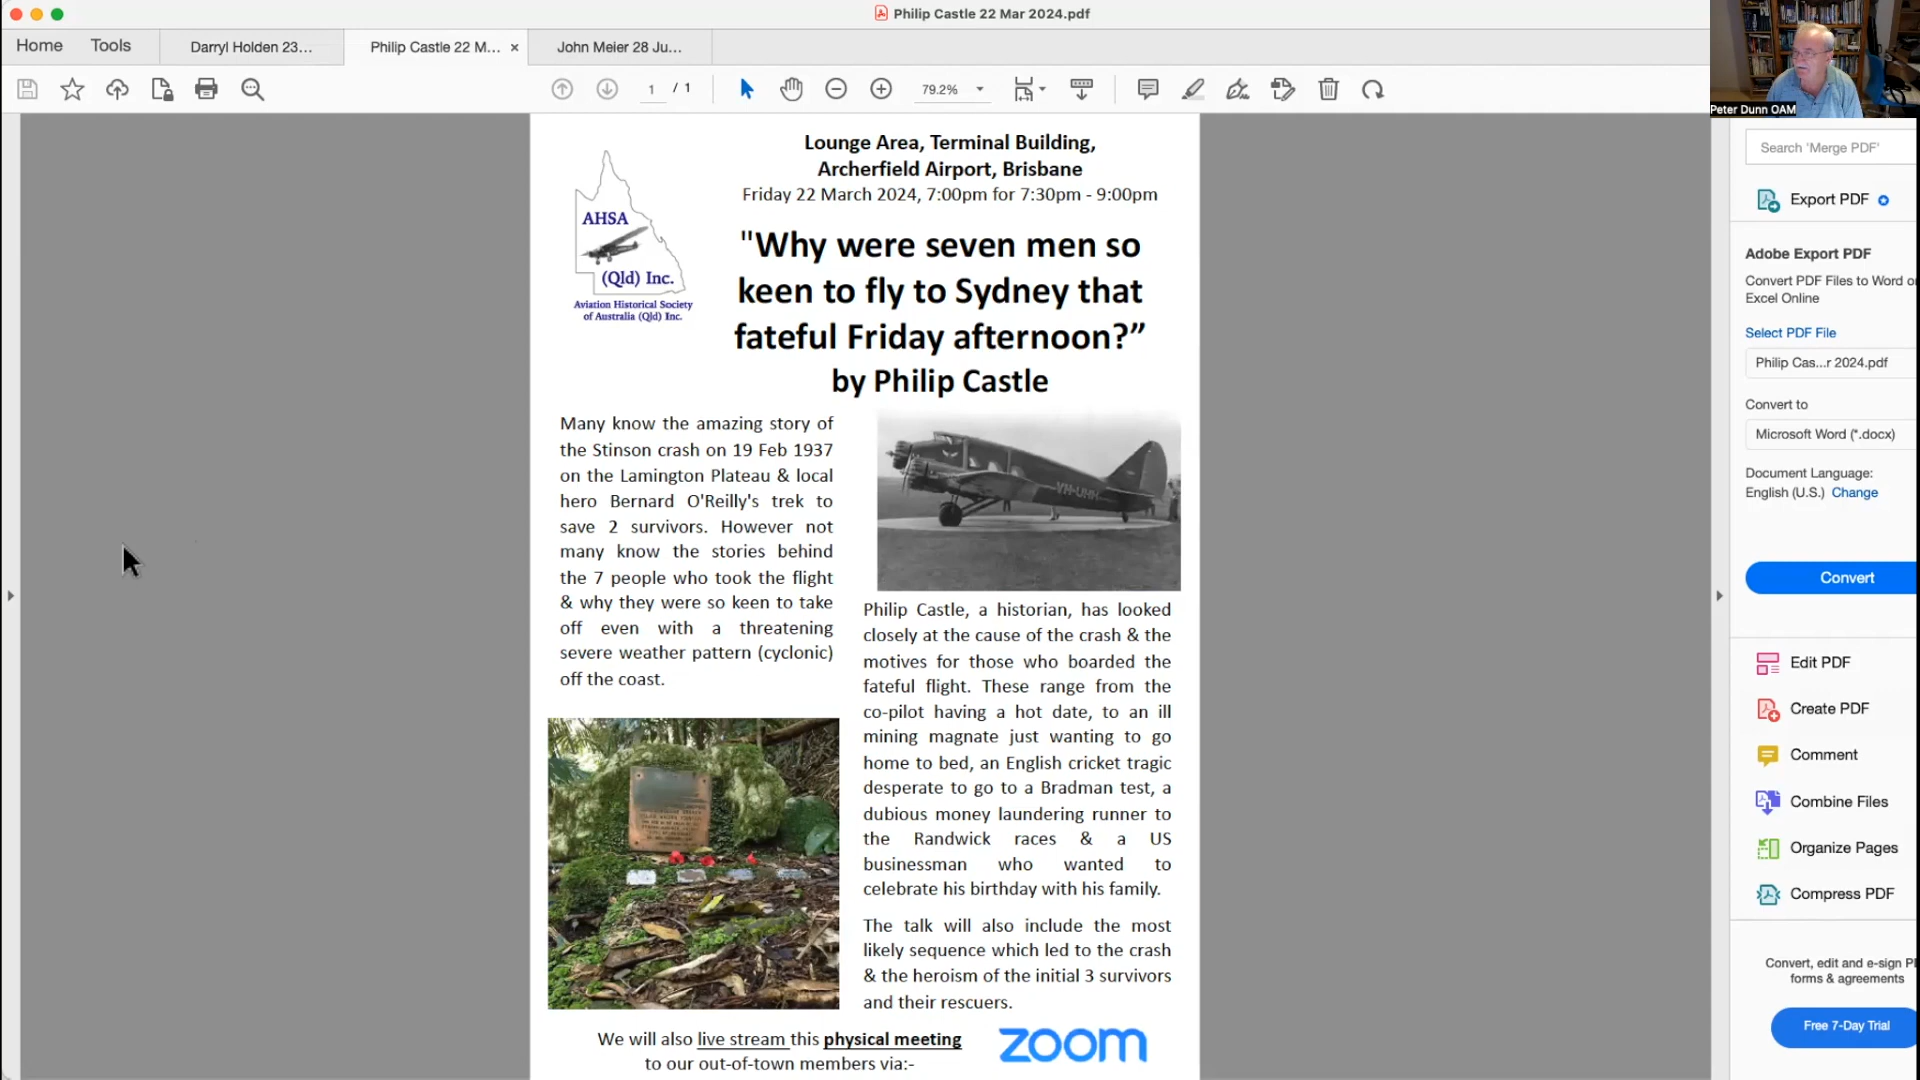 Philip Castle 22 Mar 2024.pdf
Home
Tools
Darryl Holden 23...
Philip Castle 22 M...
John Meier 28 Ju...
1 / 1
79.2%
Peter Dunn OAM
AHSA
(Qld) Inc.
Aviation Historical Society
of Australia (Qld) Inc.
Lounge Area, Terminal Building,
Archerfield Airport, Brisbane
Friday 22 March 2024, 7:00pm for 7:30pm - 9:00pm
"Why were seven men so
keen to fly to Sydney that
fateful Friday afternoon?”
by Philip Castle
Many know the amazing story of
the Stinson crash on 19 Feb 1937
on the Lamington Plateau & local
hero Bernard O'Reilly's trek to
save 2 survivors. However not
many know the stories behind
the 7 people who took the flight
& why they were so keen to take
off even with a threatening
severe weather pattern (cyclonic)
off the coast.
VH-UHH
Philip Castle, a historian, has looked
closely at the cause of the crash & the
motives for those who boarded the
fateful flight. These range from the
co-pilot having a hot date, to an ill
mining magnate just wanting to go
home to bed, an English cricket tragic
desperate to go to a Bradman test, a
dubious money laundering runner to
the Randwick races & a US
businessman who wanted to
celebrate his birthday with his family.
The talk will also include the most
likely sequence which led to the crash
& the heroism of the initial 3 survivors
and their rescuers.
We will also live stream this physical meeting
to our out-of-town members via:-
zoom
Search 'Merge PDF'
Export PDF
Adobe Export PDF
Convert PDF Files to Word or
Excel Online
Select PDF File
Philip Cas...r 2024.pdf
Convert to
Microsoft Word (*.docx)
Document Language:
English (U.S.) Change
Convert
Edit PDF
Create PDF
Comment
Combine Files
Organize Pages
Compress PDF
Convert, edit and e-sign
forms & agreements
Free 7-Day Trial